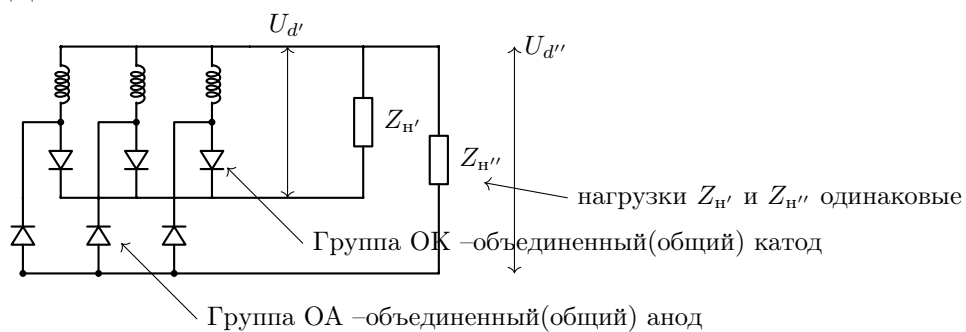 U_{d'}
U_{d''}
Z_{н'}
Z_{н''}
нагрузки Z_{н'} и Z_{н''} одинаковые
Группа ОК –объединенный(общий) катод
Группа ОА –объединенный(общий) анод